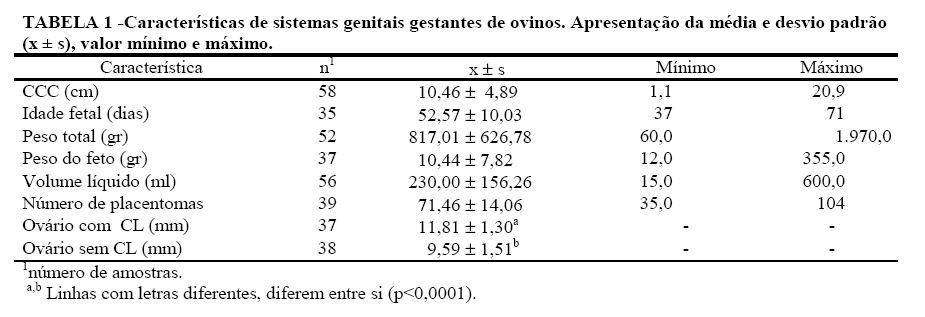 TABELA 1 -Características de sistemas genitais gestantes de ovinos. Apresentação da média e desvio padrão
(x ± s), valor mínimo e máximo.
Característica n¹ x ± s Mínimo Máximo
CCC (cm) 58 10,46 ± 4,89 1,1 20,9
Idade fetal (dias) 35 52,57 ± 10,03 37 71
Peso total (gr) 52 817,01 ± 626,78 60,0 1.970,0
Peso do feto (gr) 37 10,44 ± 7,82 12,0 355,0
Volume líquido (ml) 56 230,00 ± 156,26 15,0 600,0
Número de placentomas 39 71,46 ± 14,06 35,0 104
Ovário com CL (mm) 37 11,81 ± 1,30ᵃ - -
Ovário sem CL (mm) 38 9,59 ± 1,51ᵇ - -
¹número de amostras.
ᵃ,ᵇ Linhas com letras diferentes, diferem entre si (p<0,0001).